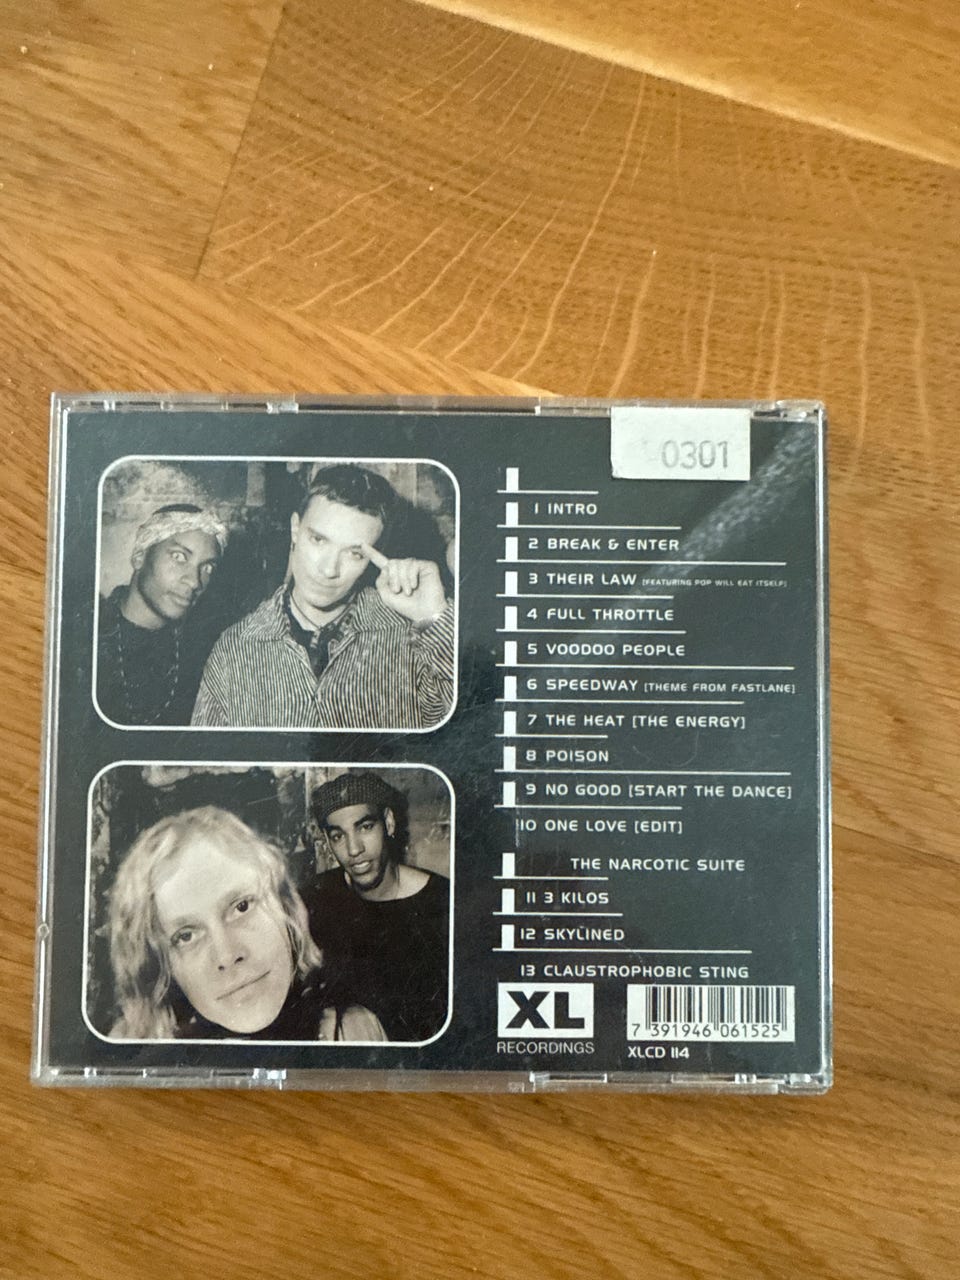 0301
1 INTRO
2 BREAK & ENTER
3 THEIR LAW [FEATURING POP WILL EAT ITSELF]
4 FULL THROTTLE
5 VOODOO PEOPLE
6 SPEEDWAY [THEME FROM FASTLANE]
7 THE HEAT [THE ENERGY]
8 POISON
9 NO GOOD [START THE DANCE]
10 ONE LOVE [EDIT]
THE NARCOTIC SUITE
11 3 KILOS
12 SKYLINED
13 CLAUSTROPHOBIC STING
XL
RECORDINGS
7 391946 061525
XLCD 114